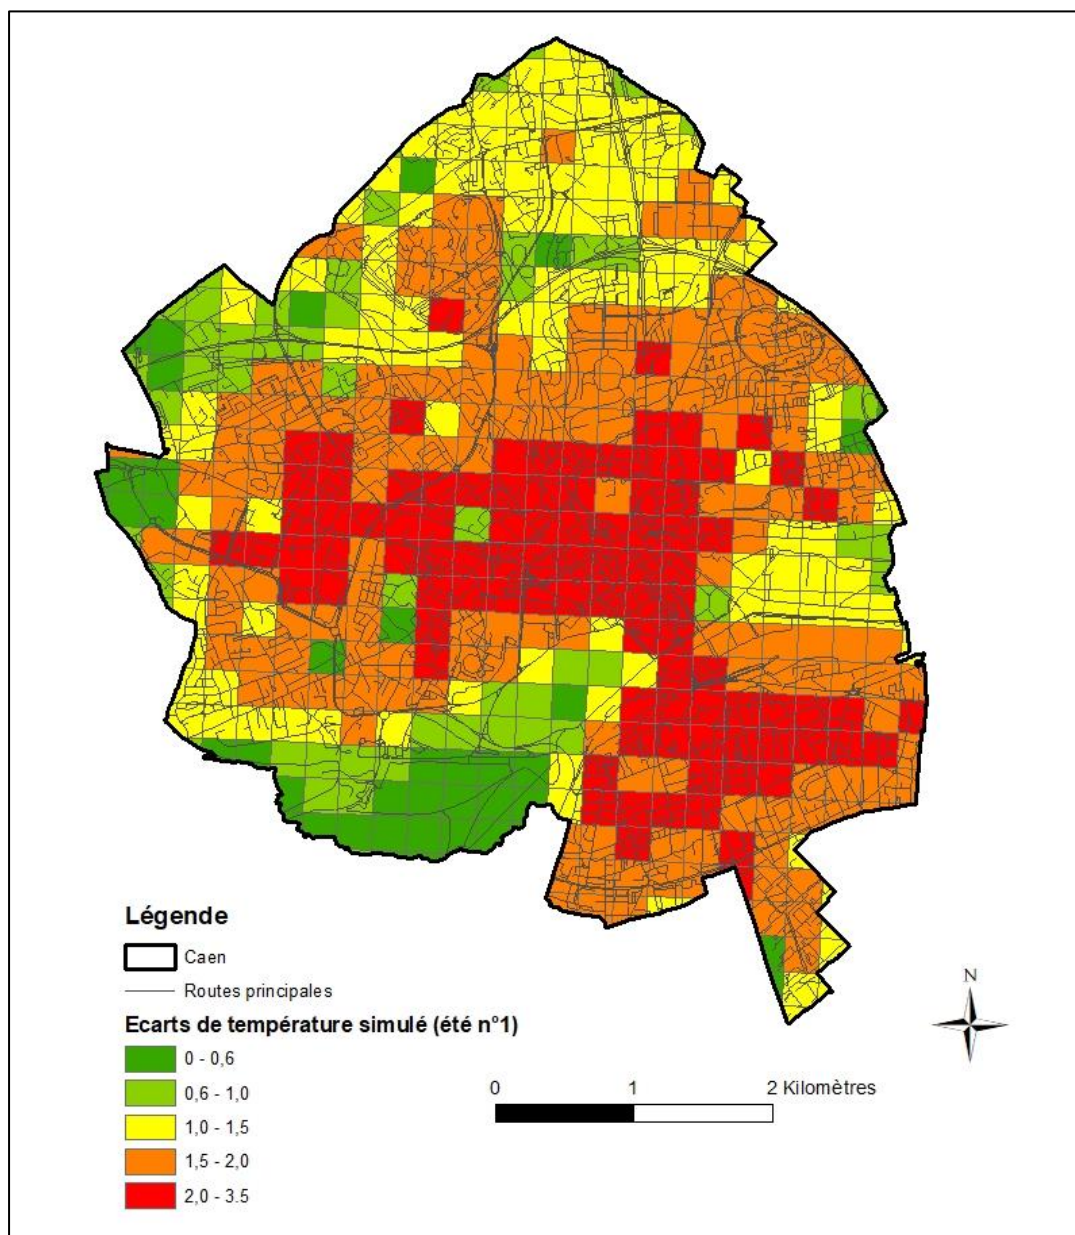 Légende
Caen
Routes principales
Ecarts de température simulé (été n°1)
0 - 0,6
0,6 - 1,0
1,0 - 1,5
1,5 - 2,0
2,0 - 3.5
N
0 1 2 Kilomètres